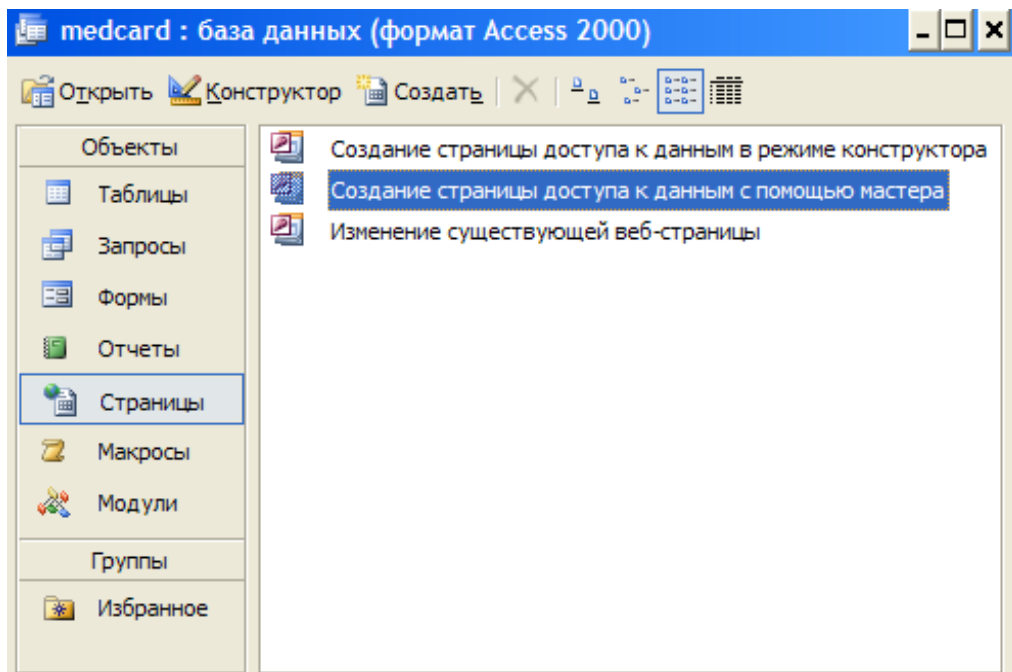 medcard : база данных (формат Access 2000)
Открыть Конструктор Создать
Объекты
Таблицы
Запросы
Формы
Отчеты
Страницы
Макросы
Модули
Группы
Избранное
Создание страницы доступа к данным в режиме конструктора
Создание страницы доступа к данным с помощью мастера
Изменение существующей веб-страницы